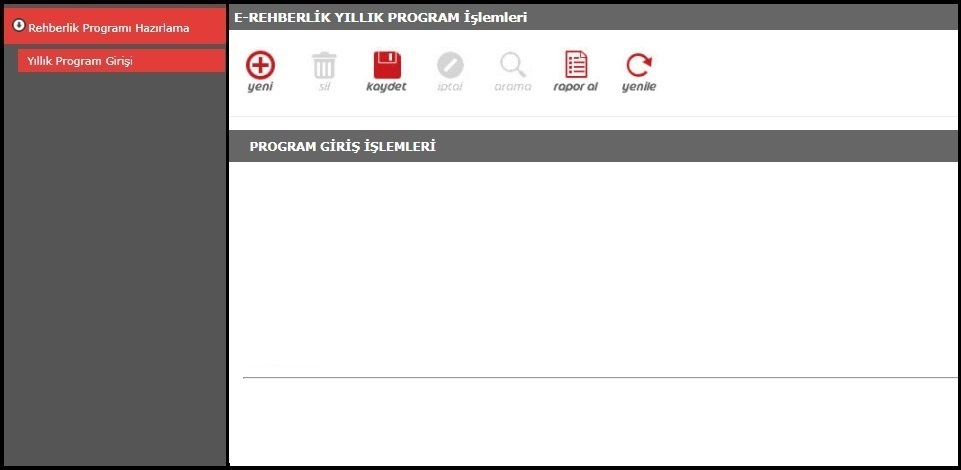 Rehberlik Programı Hazırlama
Yıllık Program Girişi
E-REHBERLİK YILLIK PROGRAM İşlemleri
yeni sil kaydet iptal arama rapor al yenile
PROGRAM GİRİŞ İŞLEMLERİ